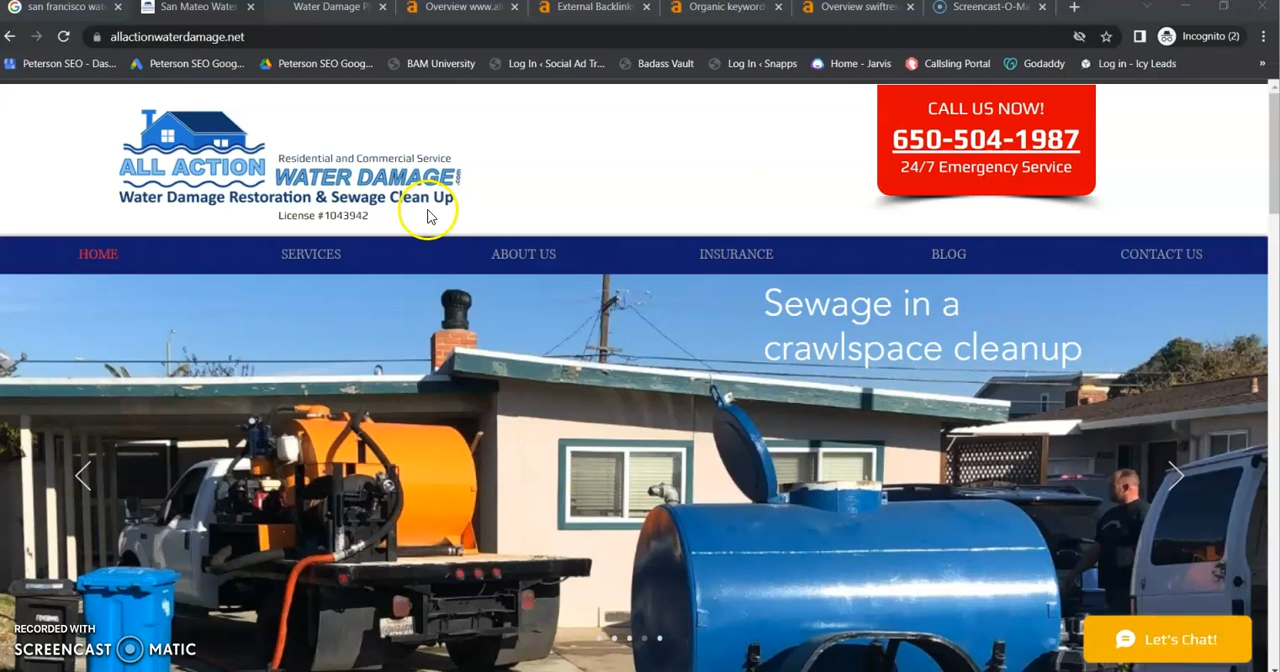 san francisco wat
San Mateo Water
Water Damage P
Overview www.al
External Backlinks
Organic keyword
Overview swiftres
Screencast-O-Ma
allactionwaterdamage.net
Incognito (2)
Peterson SEO - Das...
Peterson SEO Goog...
Peterson SEO Goog...
BAM University
Log In ‹ Social Ad Tr...
Badass Vault
Log In ‹ Snapps
Home - Jarvis
Callsling Portal
Godaddy
Log in - Icy Leads
»
ALL ACTION
Residential and Commercial Service
WATER DAMAGE.com
Water Damage Restoration & Sewage Clean Up
License #1043942
CALL US NOW!
650-504-1987
24/7 Emergency Service
HOME
SERVICES
ABOUT US
INSURANCE
BLOG
CONTACT US
Sewage in a
crawlspace cleanup
RECORDED WITH
SCREENCAST MATIC
Let's Chat!